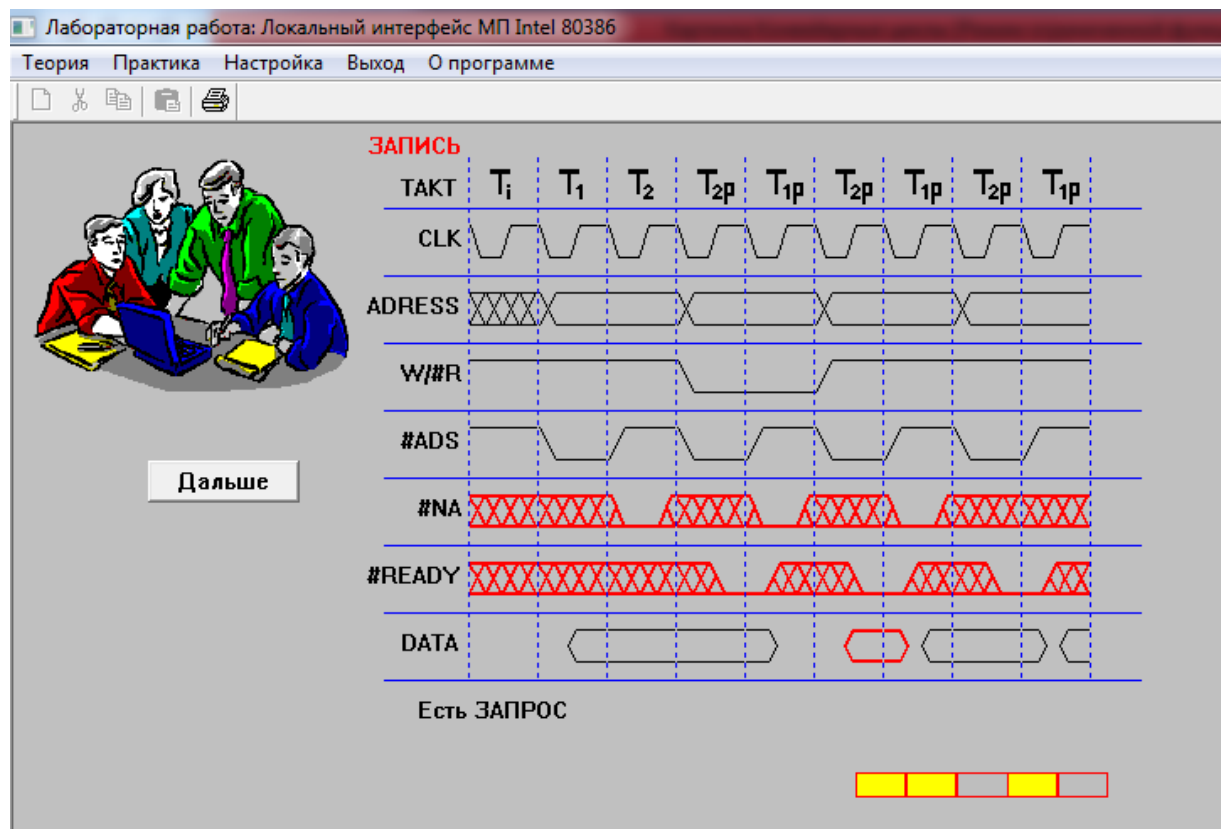 Лабораторная работа: Локальный интерфейс МП Intel 80386
Теория Практика Настройка Выход О программе
ЗАПИСЬ
ТАКТ Ti T1 T2 T2p T1p T2p T1p T2p T1p
CLK
ADRESS
W/#R
#ADS
Дальше
#NA
#READY
DATA
Есть ЗАПРОС